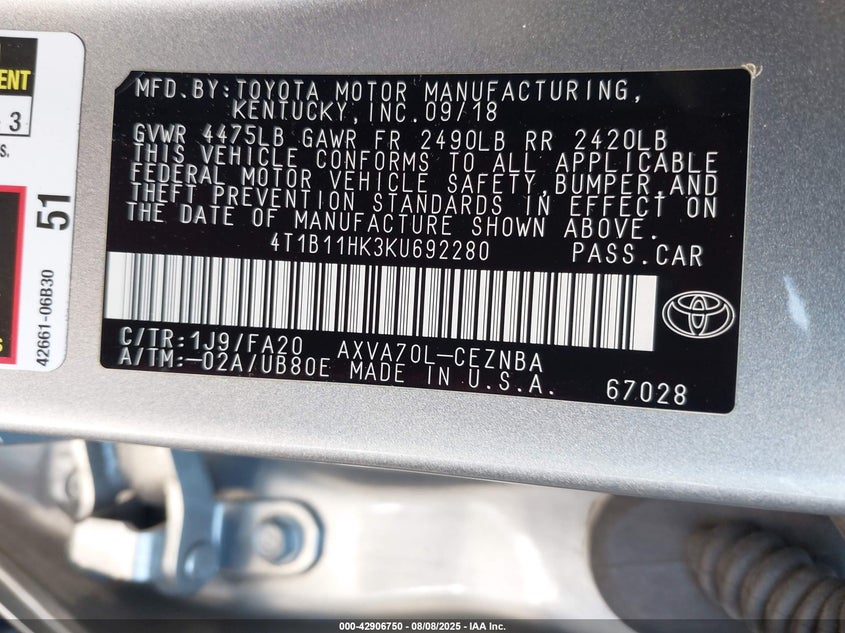 ENT
3
S.
51
42661-06B30
S
MFD.BY:TOYOTA MOTOR MANUFACTURING,
KENTUCKY,INC.09/18
GVWR 4475LB GAWR FR 2490LB RR 2420LB
THIS VEHICLE CONFORMS TO ALL APPLICABLE
FEDERAL MOTOR VEHICLE SAFETY,BUMPER,AND
THEFT PREVENTION STANDARDS IN EFFECT ON
THE DATE OF MANUFACTURE SHOWN ABOVE.
4T1B11HK3KU692280 PASS.CAR
C/TR:1J9/FA20 AXVA70L-CEZNBA
A/TM:-02A/UB80E MADE IN U.S.A. 67028
000-42906750 - 08/08/2025 - IAA Inc.